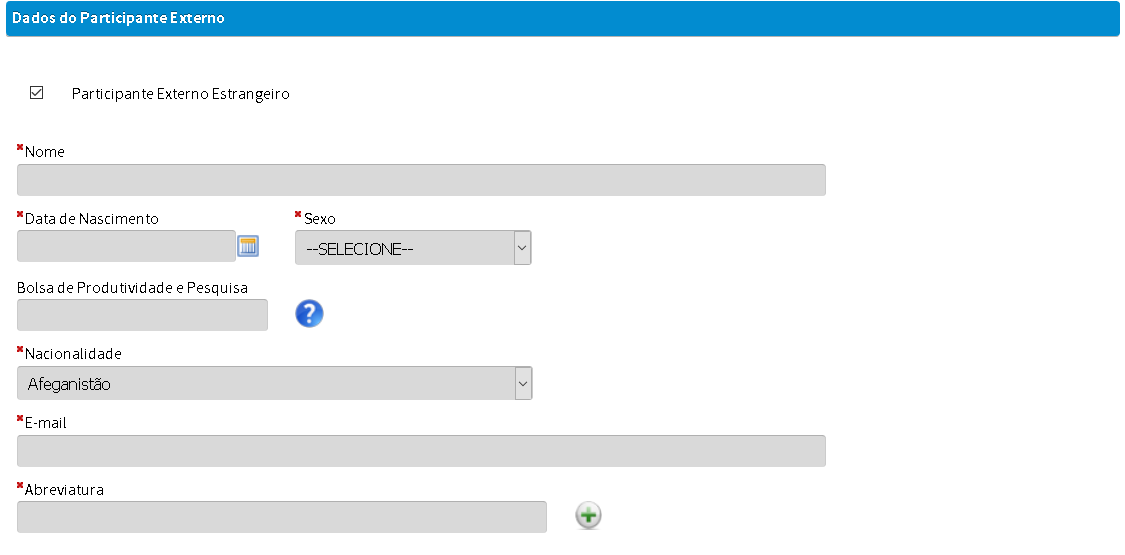 Dados do Participante Externo
Participante Externo Estrangeiro
Nome
Data de Nascimento Sexo
--SELECIONE--
Bolsa de Produtividade e Pesquisa
?
Nacionalidade
Afeganistão
E-mail
Abreviatura